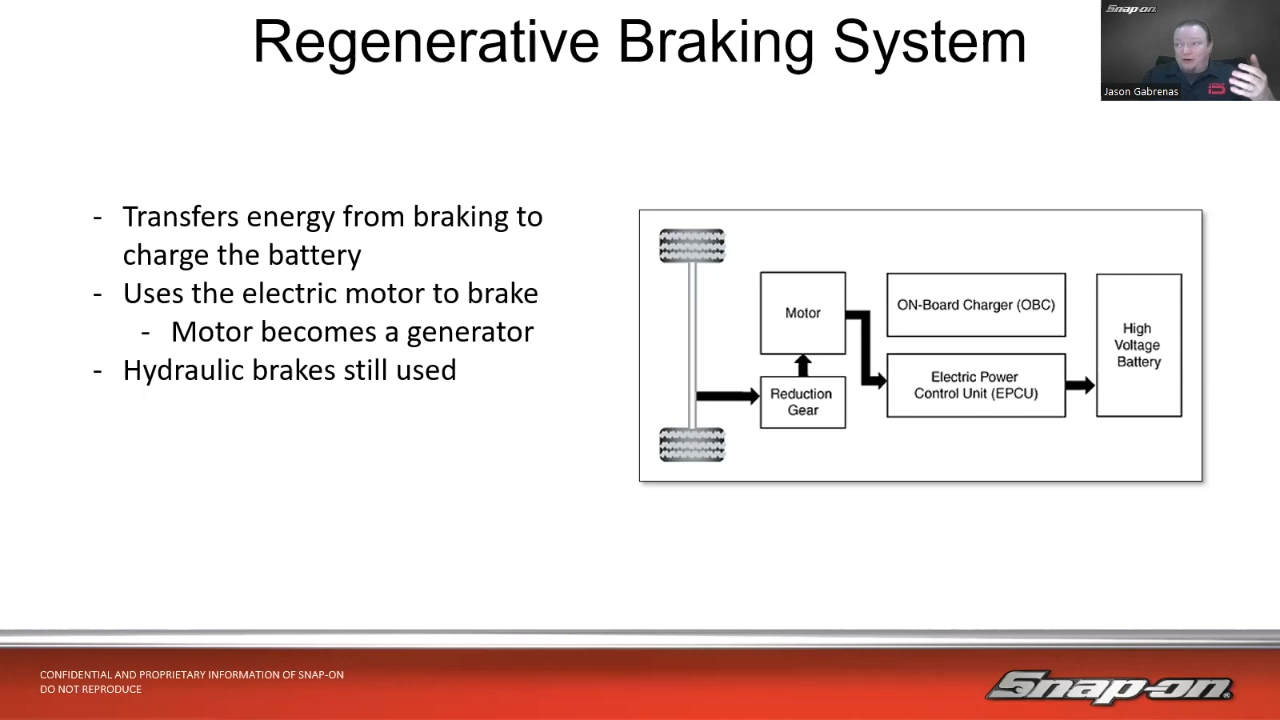 Regenerative Braking System
Snap-on
Jason Gabrenas
- Transfers energy from braking to
charge the battery
- Uses the electric motor to brake
- Motor becomes a generator
- Hydraulic brakes still used
Motor
ON-Board Charger (OBC)
High
Voltage
Battery
Electric Power
Control Unit (EPCU)
Reduction
Gear
CONFIDENTIAL AND PROPRIETARY INFORMATION OF SNAP-ON
DO NOT REPRODUCE
Snap-on®